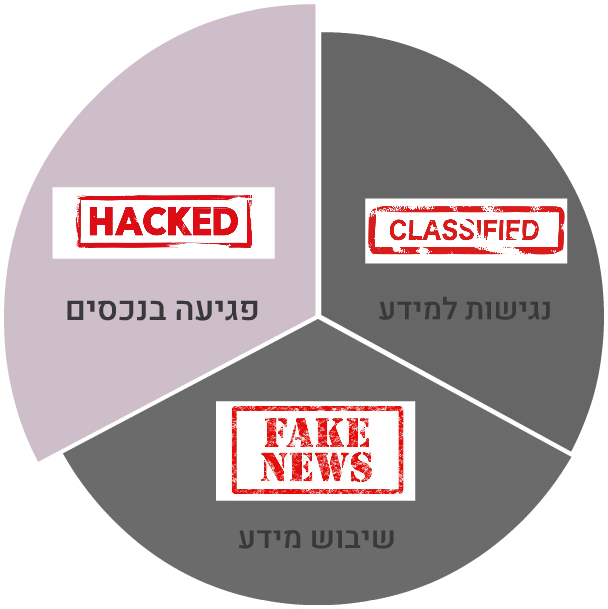 HACKED
פגיעה בנכסים
CLASSIFIED
נגישות למידע
FAKE
NEWS
שיבוש מידע